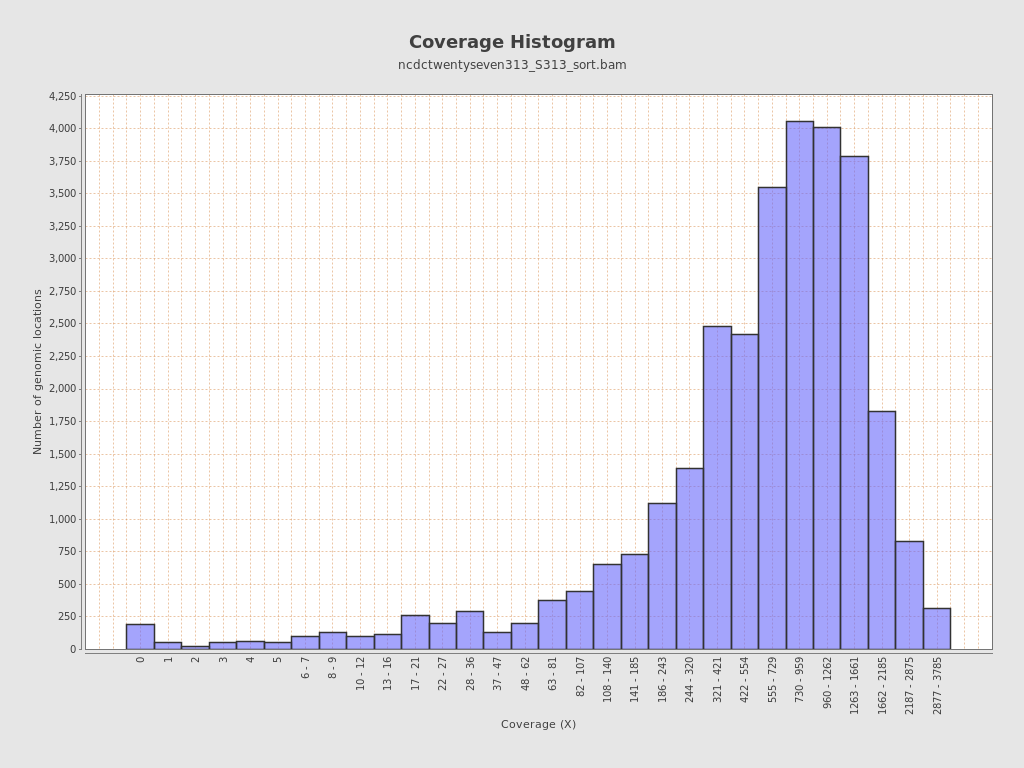 Coverage Histogram
ncdctwentyseven313_S313_sort.bam
4,250
4,000
3,750
3,500
3,250
3,000
2,750
2,500
2,250
2,000
1,750
1,500
1,250
1,000
750
500
250
0
Number of genomic locations
0
1
2
3
4
5
6 - 7
8 - 9
10 - 12
13 - 16
17 - 21
22 - 27
28 - 36
37 - 47
48 - 62
63 - 81
82 - 107
108 - 140
141 - 185
186 - 243
244 - 320
321 - 421
422 - 554
555 - 729
730 - 959
960 - 1262
1263 - 1661
1662 - 2185
2187 - 2875
2877 - 3785
Coverage (X)